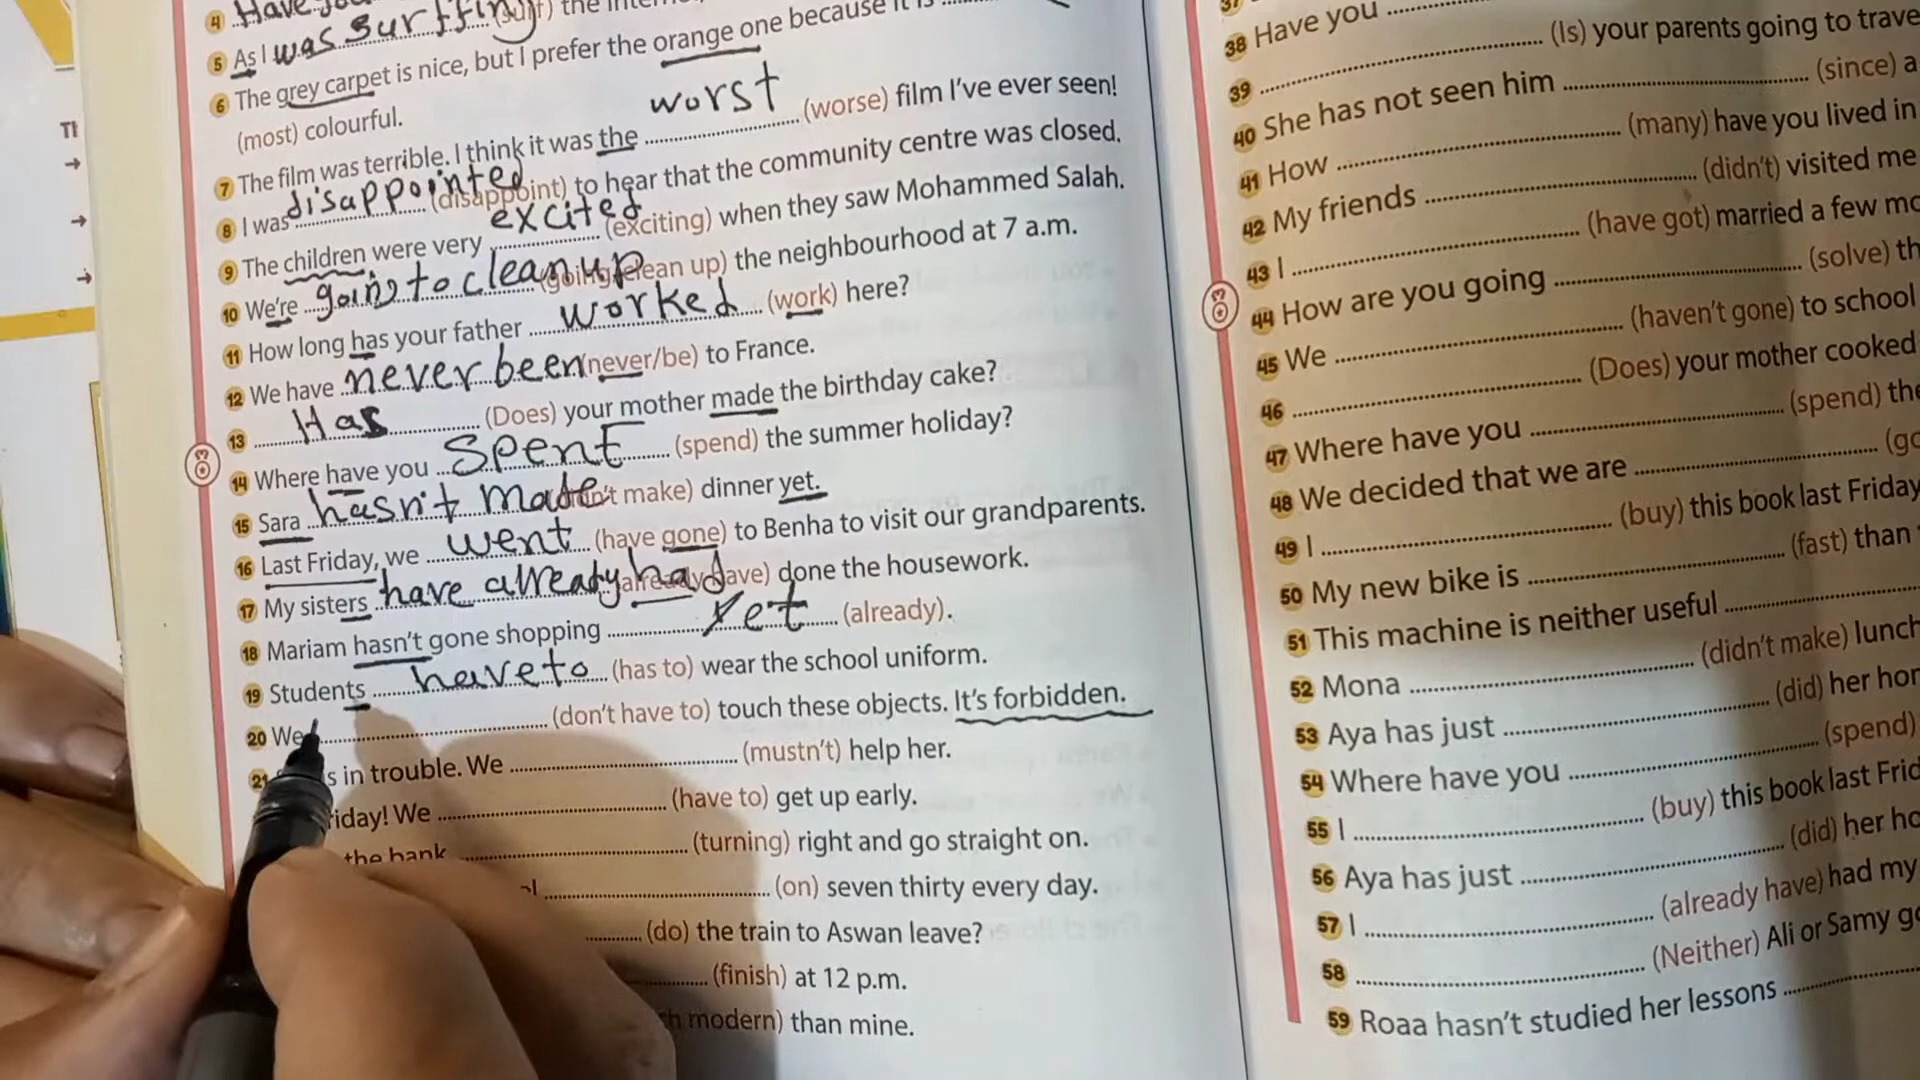 4 Have (surf) the
5 As I was surfing
6 The grey carpet is nice, but I prefer the orange one because it is
(most) colourful.
7 The film was terrible. I think it was the worst (worse) film I've ever seen!
8 I was disappointed (disappoint) to hear that the community centre was closed.
9 The children were very excited (exciting) when they saw Mohammed Salah.
10 We're going to clean up (going/clean up) the neighbourhood at 7 a.m.
11 How long has your father worked (work) here?
12 We have never been (never/be) to France.
13 Has (Does) your mother made the birthday cake?
14 Where have you spent (spend) the summer holiday?
15 Sara hasn't made make) dinner yet.
16 Last Friday, we went (have gone) to Benha to visit our grandparents.
17 My sisters have already had done the housework.
18 Mariam hasn't gone shopping yet (already).
19 Students have to (has to) wear the school uniform.
20 We (don't have to) touch these objects. It's forbidden.
21 in trouble. We (mustn't) help her.
We (have to) get up early.
the bank (turning) right and go straight on.
(on) seven thirty every day.
(do) the train to Aswan leave?
(finish) at 12 p.m.
modern) than mine.
37
38 Have you
39 (Is) your parents going to
40 She has not seen him (since) a
41 How (many) have you lived in
42 My friends (didn't) visited me
43 I (have got) married a few
44 How are you going (solve)
45 We (haven't gone) to school
46 (Does) your mother cooked
47 Where have you (spend)
48 We decided that we are
49 I (buy) this book last Friday
50 My new bike is (fast) than
51 This machine is neither useful
52 Mona (didn't make) lunch
53 Aya has just (did) her
54 Where have you (spend)
55 I (buy) this book last
56 Aya has just (did) her
57 I (already have) had my
58 (Neither) Ali or Samy
59 Roaa hasn't studied her lessons